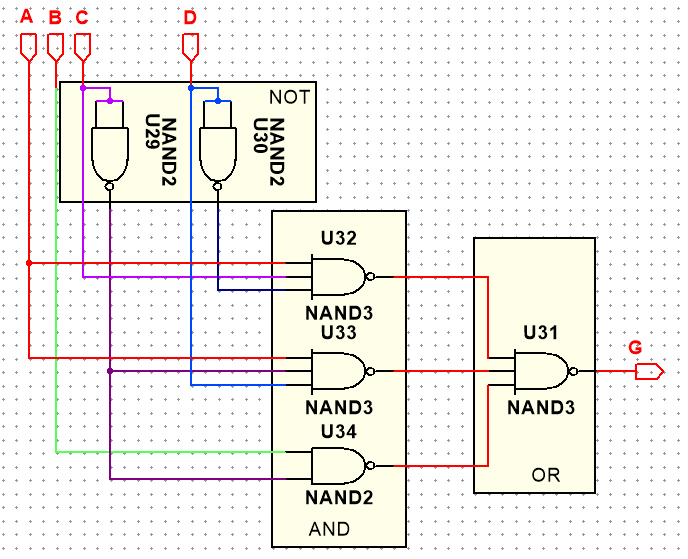 A
B
C
D
NOT
NAND2
U29
NAND2
U30
U32
NAND3
U33
NAND3
U34
NAND2
AND
U31
NAND3
OR
G